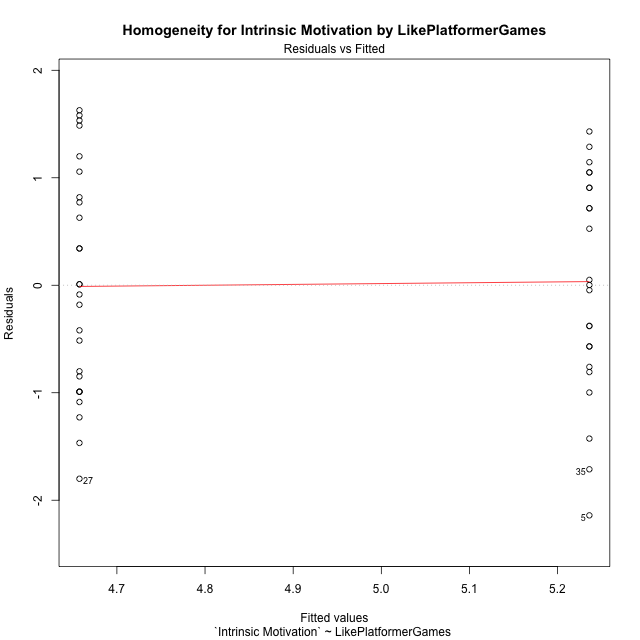 Homogeneity for Intrinsic Motivation by LikePlatformerGames
Residuals vs Fitted
2
1
0
-1
-2
Residuals
27
35
5
4.7 4.8 4.9 5.0 5.1 5.2
Fitted values
`Intrinsic Motivation` ~ LikePlatformerGames